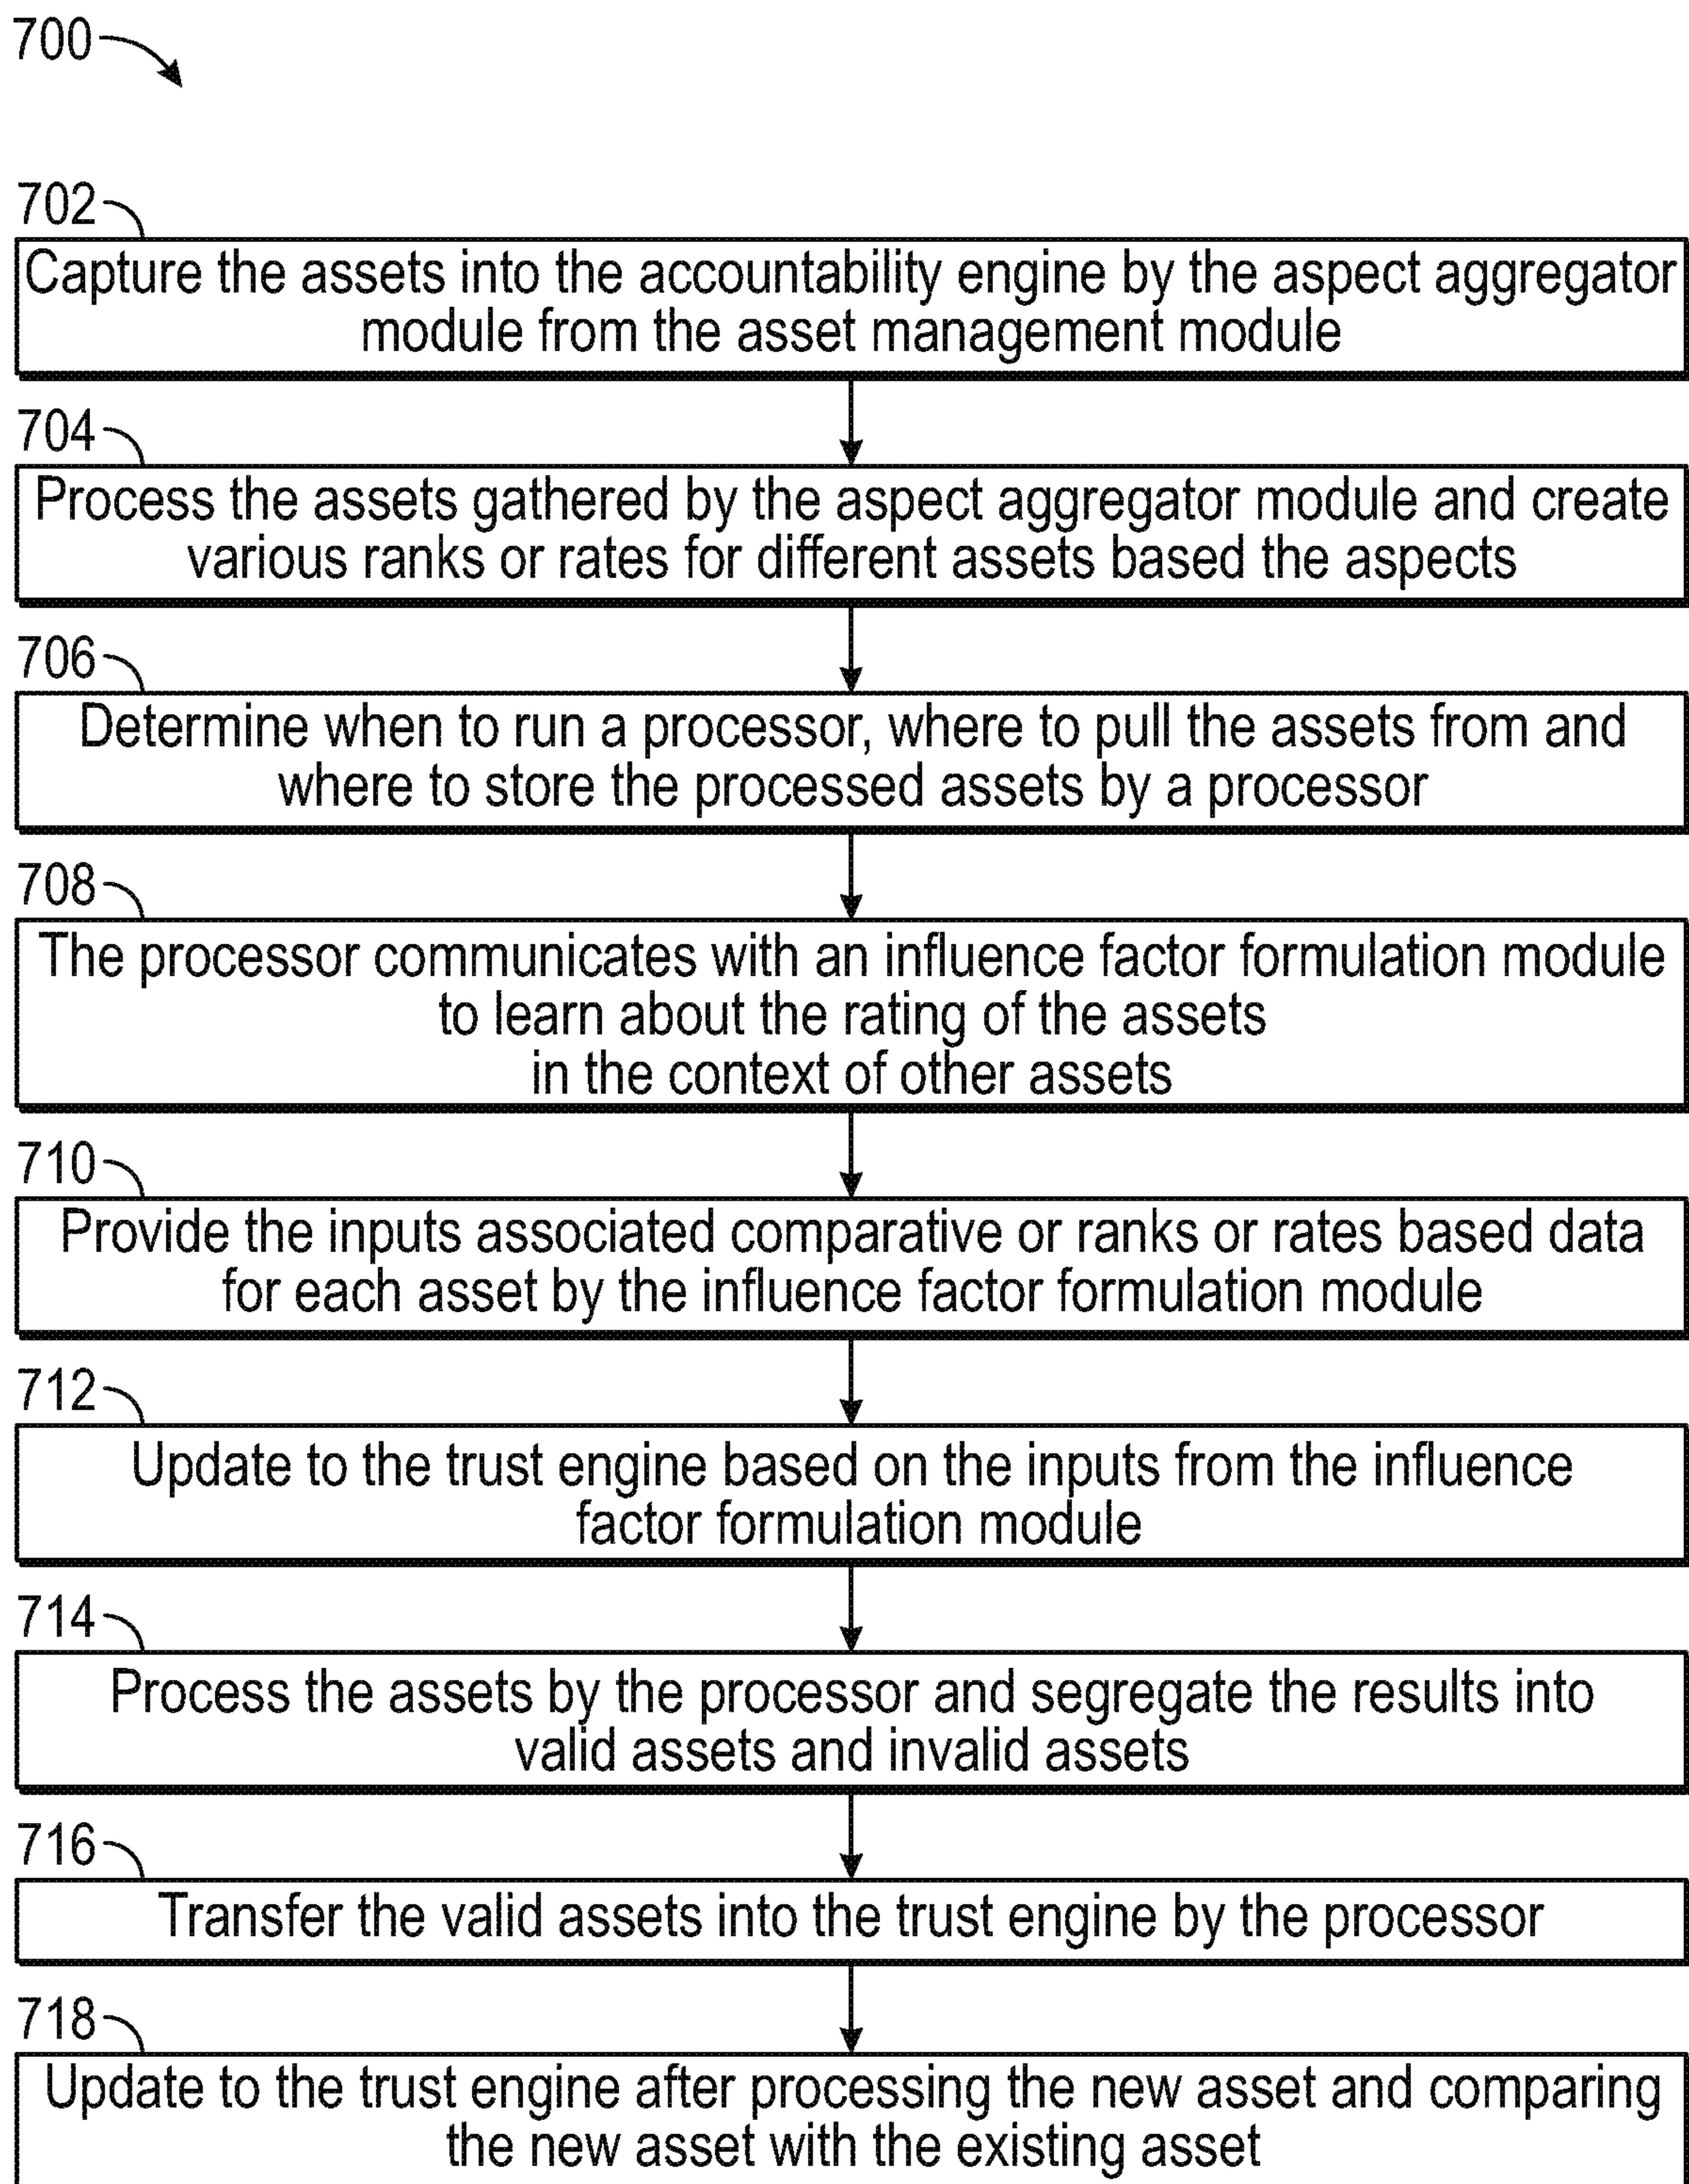 700
702
Capture the assets into the accountability engine by the aspect aggregator
module from the asset management module
704
Process the assets gathered by the aspect aggregator module and create
various ranks or rates for different assets based the aspects
706
Determine when to run a processor, where to pull the assets from and
where to store the processed assets by a processor
708
The processor communicates with an influence factor formulation module
to learn about the rating of the assets
in the context of other assets
710
Provide the inputs associated comparative or ranks or rates based data
for each asset by the influence factor formulation module
712
Update to the trust engine based on the inputs from the influence
factor formulation module
714
Process the assets by the processor and segregate the results into
valid assets and invalid assets
716
Transfer the valid assets into the trust engine by the processor
718
Update to the trust engine after processing the new asset and comparing
the new asset with the existing asset